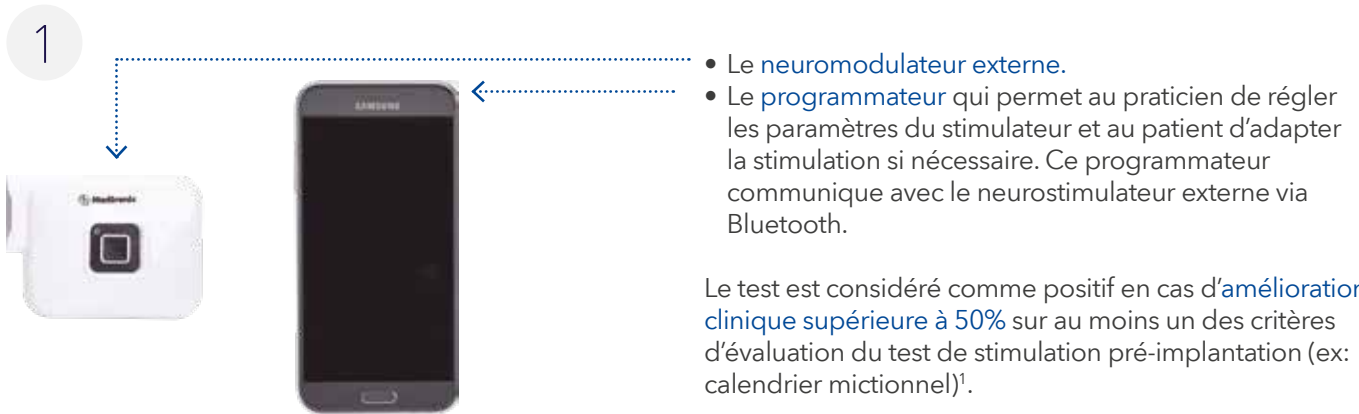 1
SAMSUNG
Medtronic
• Le neuromodulateur externe.
• Le programmateur qui permet au praticien de régler
les paramètres du stimulateur et au patient d’adapter
la stimulation si nécessaire. Ce programmateur
communique avec le neurostimulateur externe via
Bluetooth.
Le test est considéré comme positif en cas d’amélioration
clinique supérieure à 50% sur au moins un des critères
d’évaluation du test de stimulation pré-implantation (ex:
calendrier mictionnel)¹.